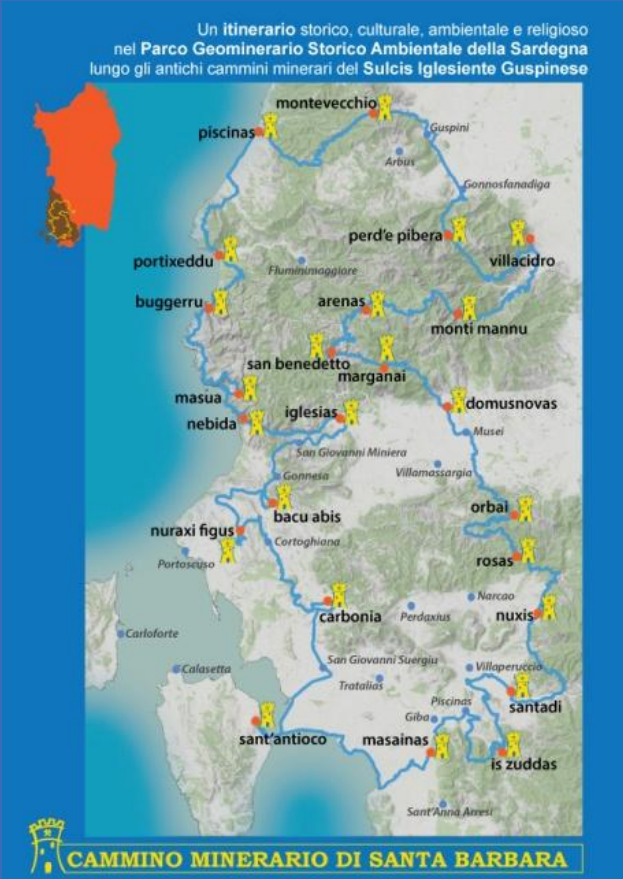 Un itinerario storico, culturale, ambientale e religioso
nel Parco Geominerario Storico Ambientale della Sardegna
lungo gli antichi cammini minerari del Sulcis Iglesiente Guspinese
montevecchio
piscinas
Guspini
Arbus
Gonnosfanadiga
perd'e pibera
villacidro
portixeddu
Fluminimaggiore
buggerru
arenas
monti mannu
san benedetto
marganai
masua
domusnovas
nebida
iglesias
Musei
San Giovanni Miniera
Villamassargia
Gonnesa
orbai
bacu abis
nuraxi figus
Cortoghiana
rosas
Portoscuso
Narcao
carbonia
Perdaxius
nuxis
Carloforte
San Giovanni Suergiu
Villaperuccio
Calasetta
Tratalias
santadi
Piscinas
Giba
sant'antioco
masainas
is zuddas
Sant'Anna Arresi
CAMMINO MINERARIO DI SANTA BARBARA